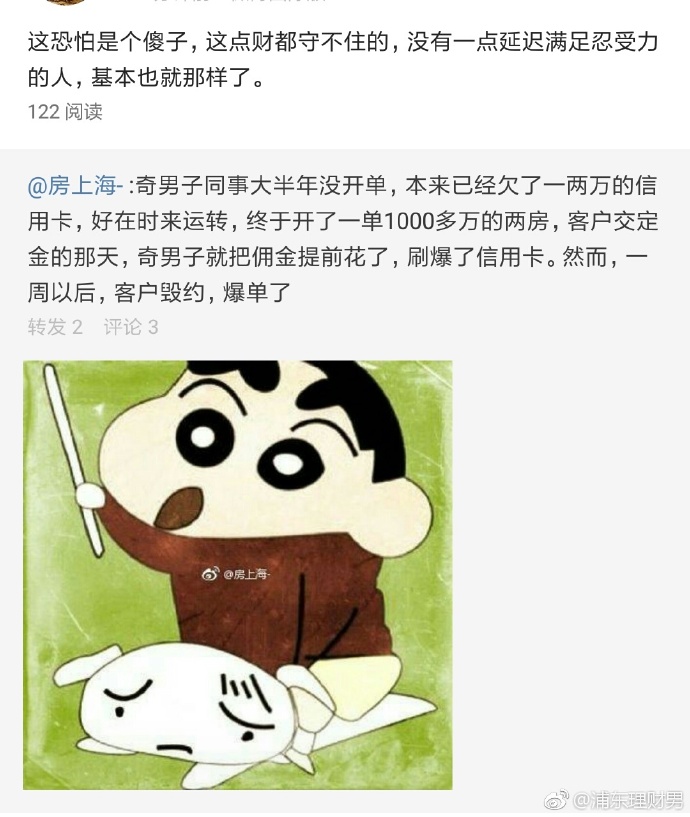 这恐怕是个傻子，这点财都守不住的，没有一点延迟满足忍受力
的人，基本也就那样了。
122 阅读
@房上海- :奇男子同事大半年没开单，本来已经欠了一两万的信
用卡，好在时来运转，终于开了一单1000多万的两房，客户交定
金的那天，奇男子就把佣金提前花了，刷爆了信用卡。然而，一
周以后，客户毁约，爆单了
转发 2 评论 3
@房上海-
@浦东理财男